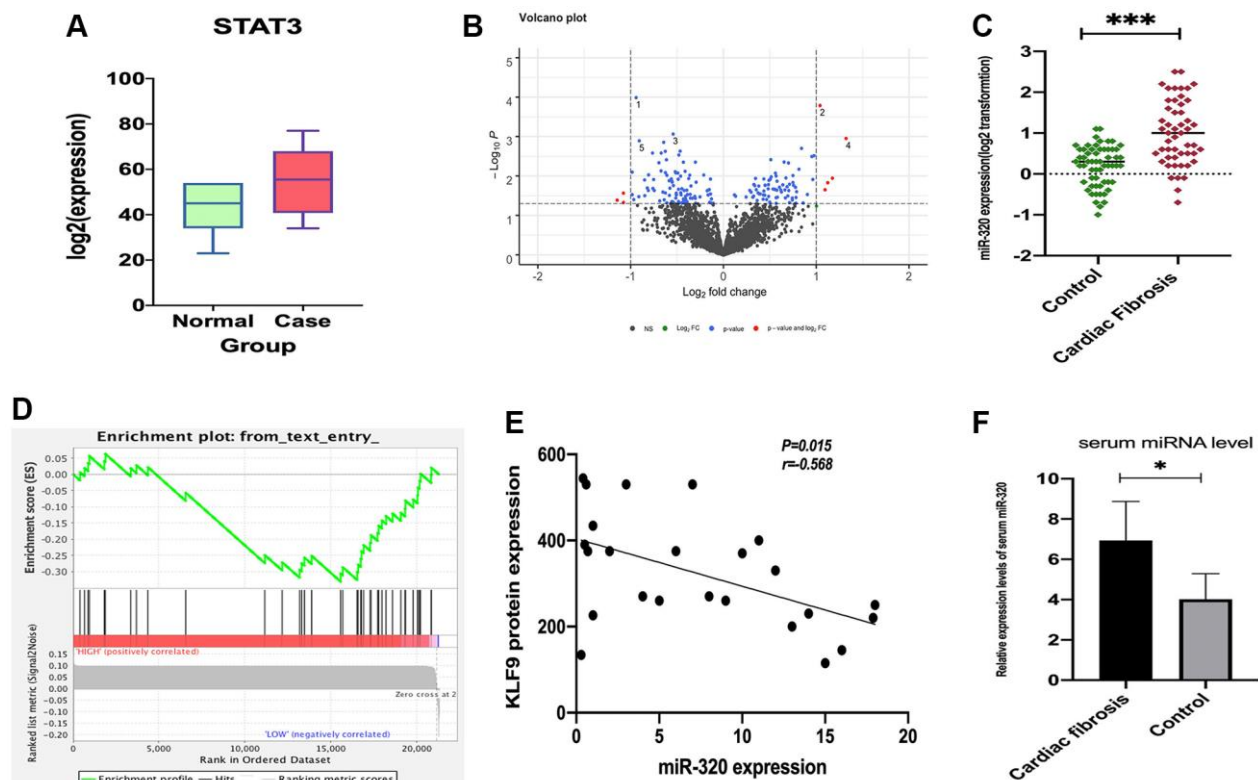 A
STAT3
log2(expression)
100
80
60
40
20
0
Normal Case
Group
B
Volcano plot
− Log10 P
5
4
3
2
1
0
1
2
3
4
5
-2 -1 0 1 2
Log2 fold change
NS Log2 FC p-value p − value and log2 FC
C
***
miR-320 expression(log2 transformtion)
3
2
1
0
-1
-2
Control
Cardiac Fibrosis
D
Enrichment plot: from_text_entry_
Enrichment score (ES)
0.05
0.00
-0.05
-0.10
-0.15
-0.20
-0.25
-0.30
'HIGH' (positively correlated)
Ranked list metric (Signal2Noise)
0.10
0.05
0.00
-0.05
-0.10
-0.15
-0.20
Zero cross at 2
'LOW' (negatively correlated)
0 5,000 10,000 15,000 20,000
Rank in Ordered Dataset
Enrichment profile Hits Ranking metric scores
E
P=0.015
r=-0.568
KLF9 protein expression
600
400
200
0
0 5 10 15 20
miR-320 expression
F
serum miRNA level
*
Relative expression levels of serum miR-320
10
8
6
4
2
0
Cardiac fibrosis
Control